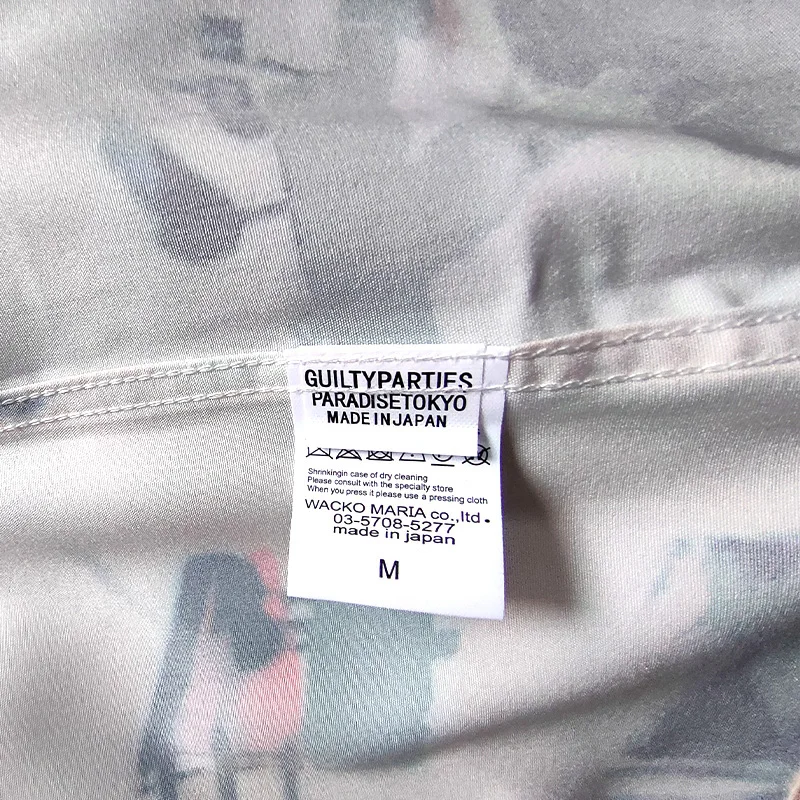 GUILTYPARTIES
PARADISETOKYO
MADE IN JAPAN
Shrinkingin case of dry cleaning
Please consult with the specialty store
When you press it please use a pressing cloth
WACKO MARIA co.,ltd.
03-5708-5277
made in japan
M